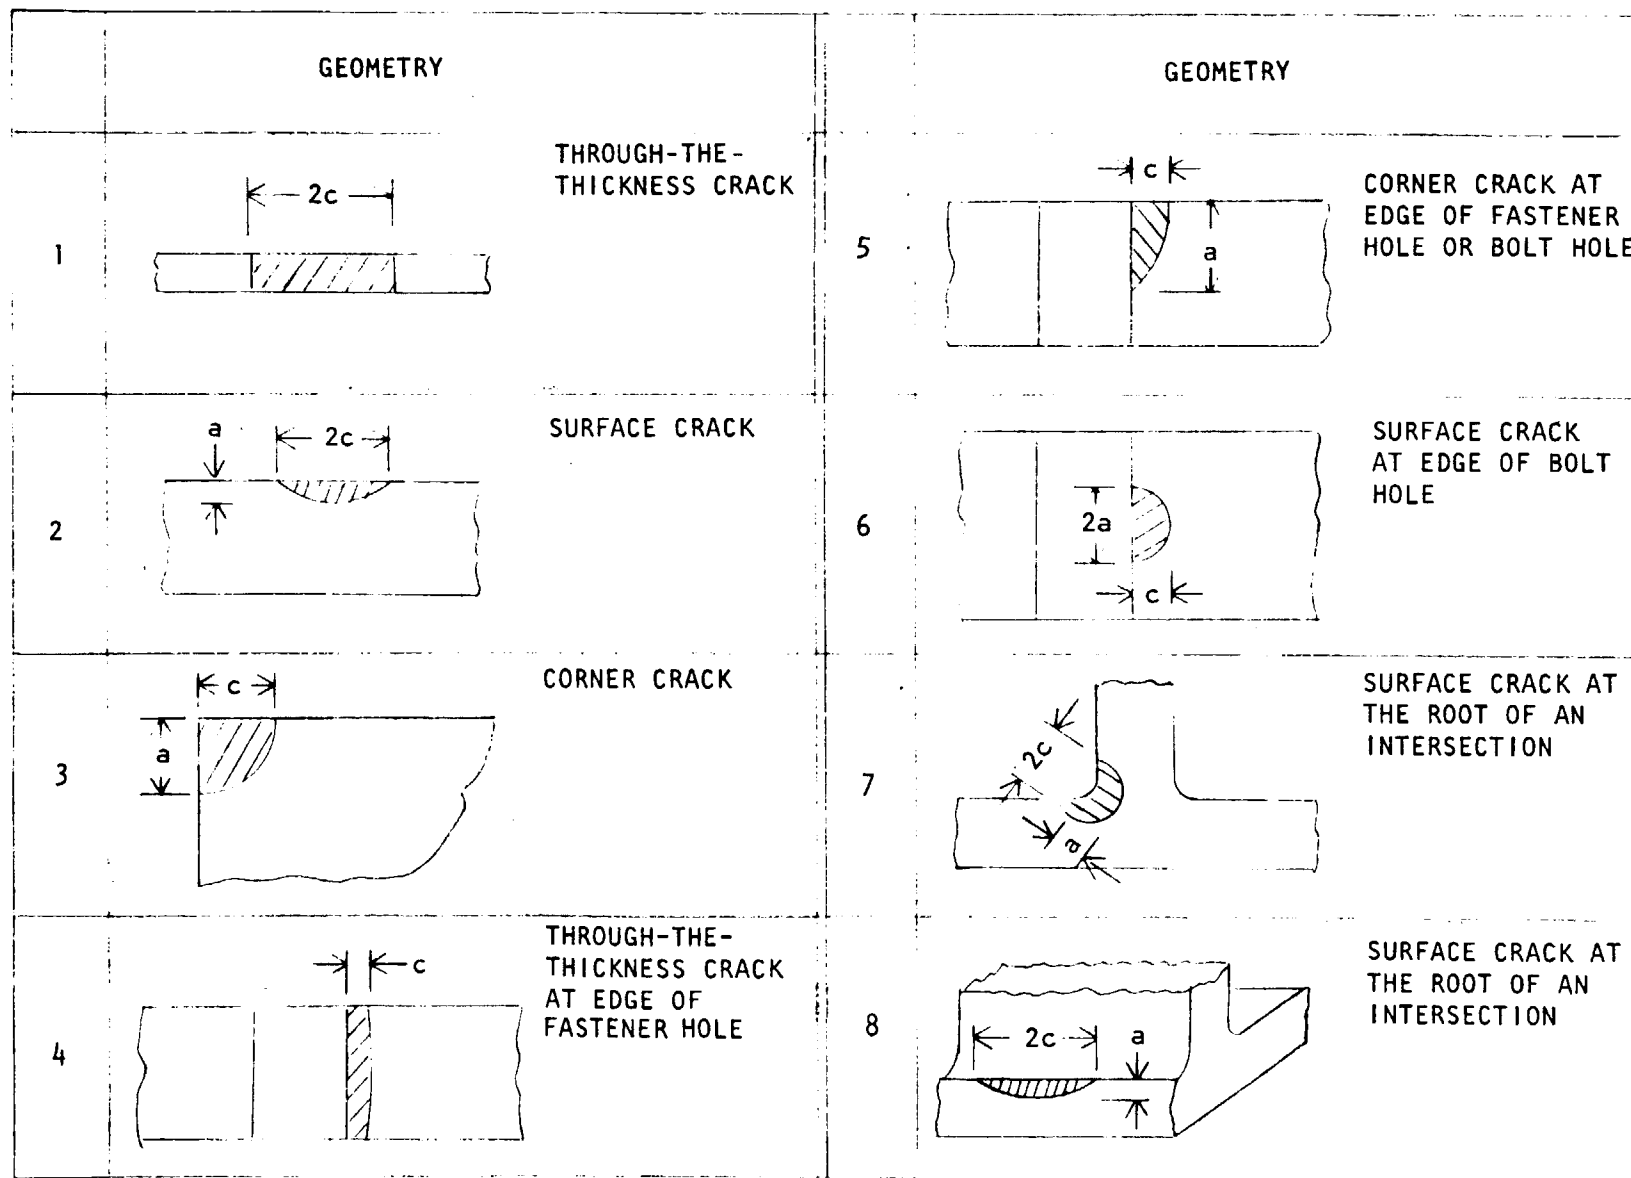 GEOMETRY
1
THROUGH-THE-
THICKNESS CRACK
2c
2
SURFACE CRACK
a
2c
3
CORNER CRACK
c
a
4
THROUGH-THE-
THICKNESS CRACK
AT EDGE OF
FASTENER HOLE
c
GEOMETRY
5
c
a
CORNER CRACK AT
EDGE OF FASTENER
HOLE OR BOLT HOLE
6
2a
c
SURFACE CRACK
AT EDGE OF BOLT
HOLE
7
2c
a
SURFACE CRACK AT
THE ROOT OF AN
INTERSECTION
8
2c
a
SURFACE CRACK AT
THE ROOT OF AN
INTERSECTION